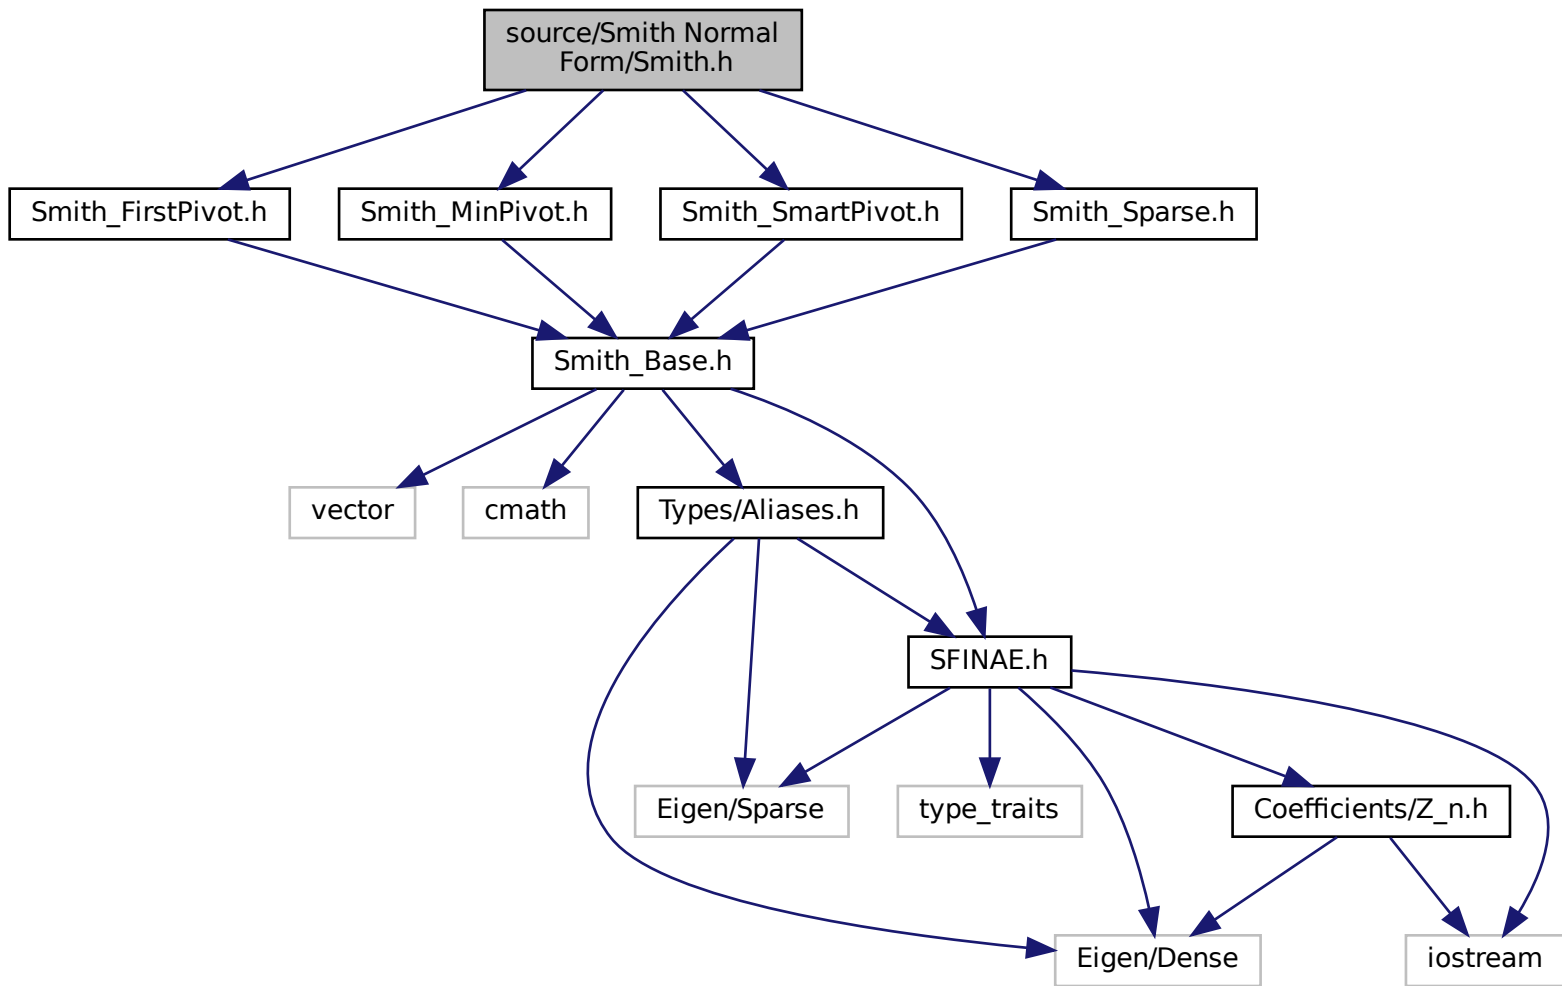 source/Smith Normal
Form/Smith.h
Smith_FirstPivot.h
Smith_MinPivot.h
Smith_SmartPivot.h
Smith_Sparse.h
Smith_Base.h
vector
cmath
Types/Aliases.h
SFINAE.h
Eigen/Sparse
type_traits
Coefficients/Z_n.h
Eigen/Dense
iostream